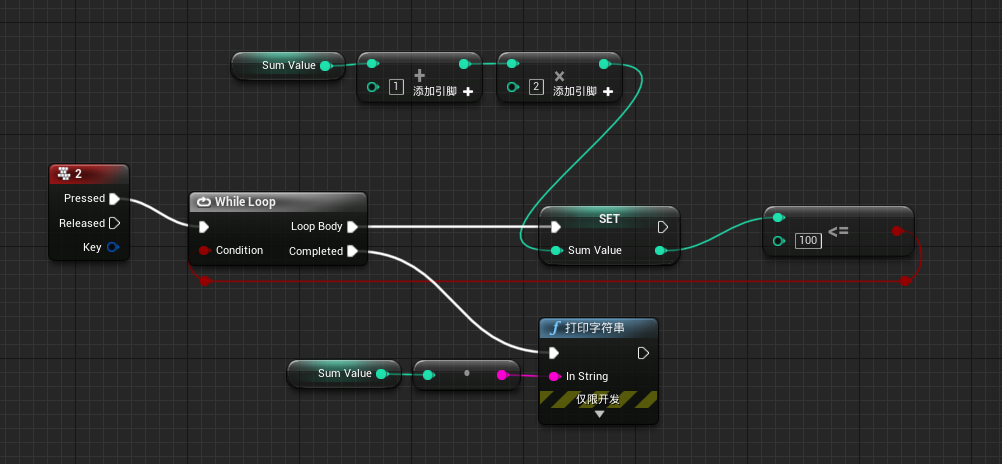 Sum Value
+
1
添加引脚 +
×
2
添加引脚 +
2
Pressed
Released
Key
While Loop
Loop Body
Condition
Completed
SET
Sum Value
<=
100
f 打印字符串
In String
仅限开发
Sum Value